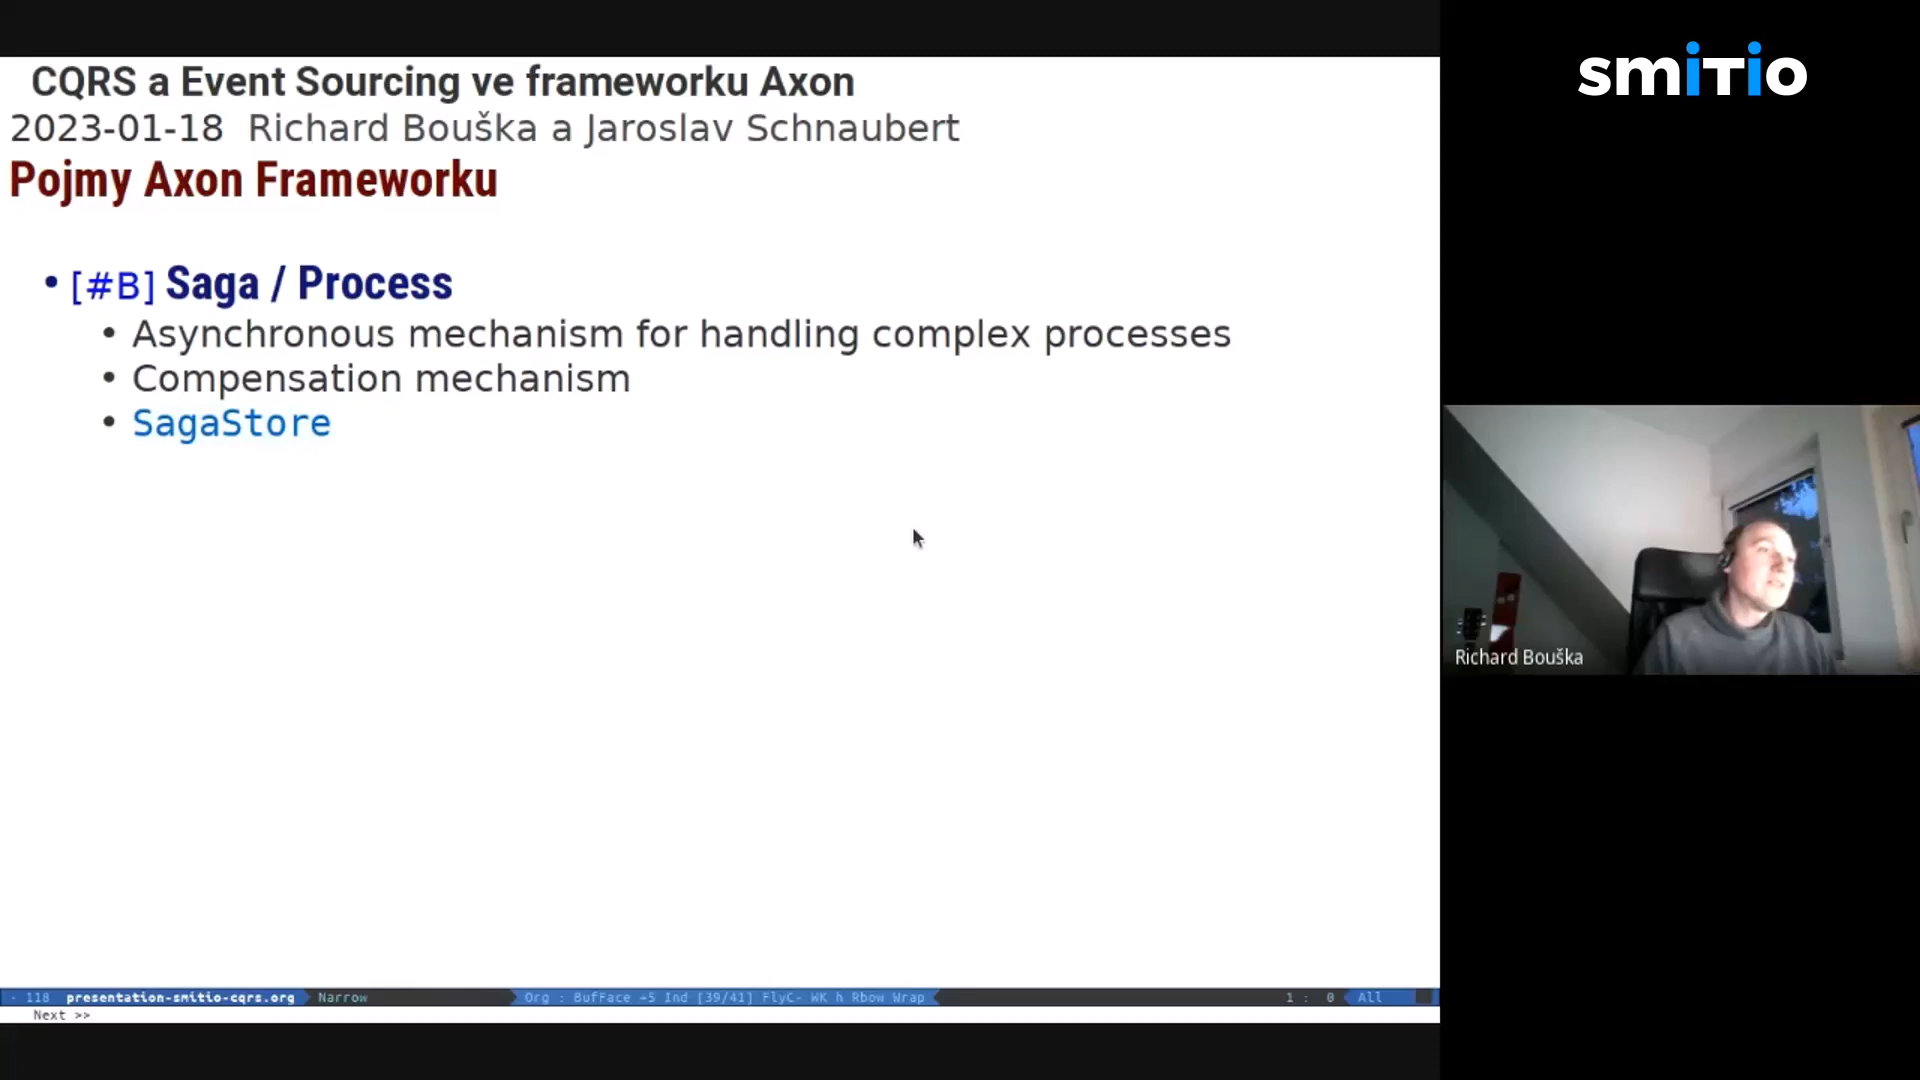 CQRS a Event Sourcing ve frameworku Axon
2023-01-18 Richard Bouška a Jaroslav Schnaubert
Pojmy Axon Frameworku
• [#B] Saga / Process
• Asynchronous mechanism for handling complex processes
• Compensation mechanism
• SagaStore
118 presentation-smitio-cqrs.org Narrow Org : BufFace +5 Ind [39/41] FlyC- WK h Rbow Wrap 1 : 0 All
Next >>
smitio
Richard Bouška